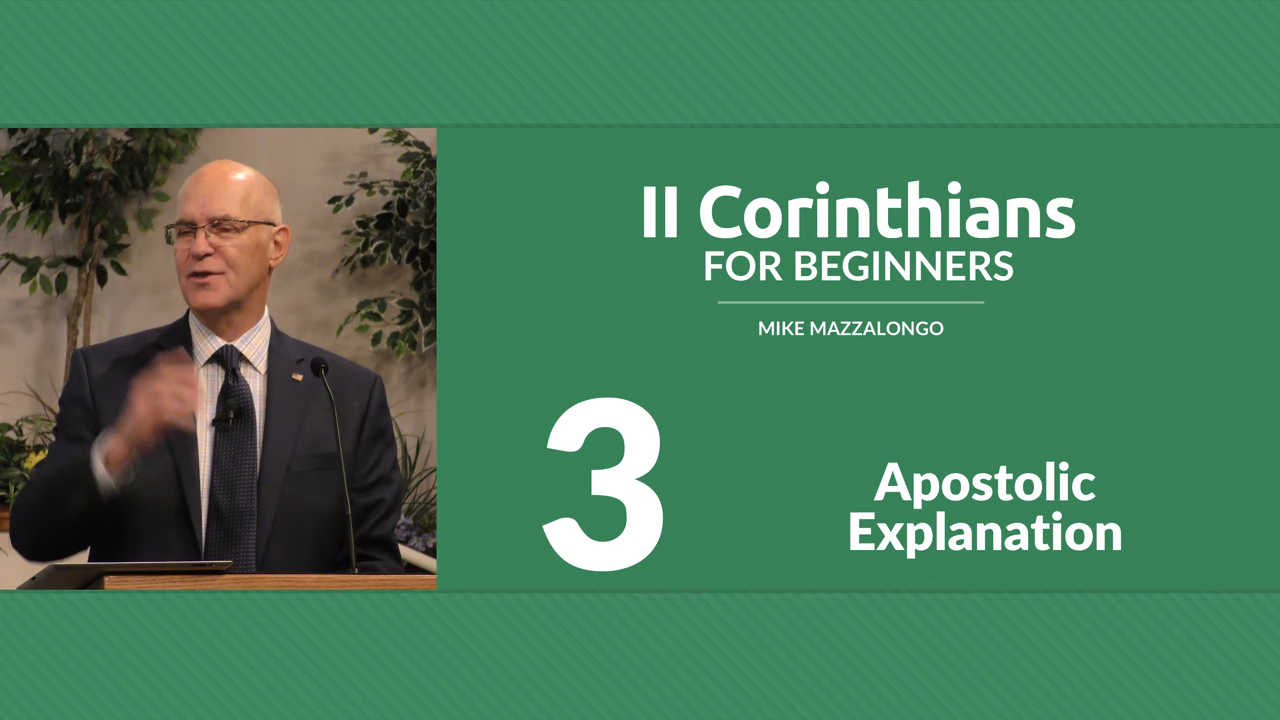 II Corinthians
FOR BEGINNERS
MIKE MAZZALONGO
3
Apostolic
Explanation